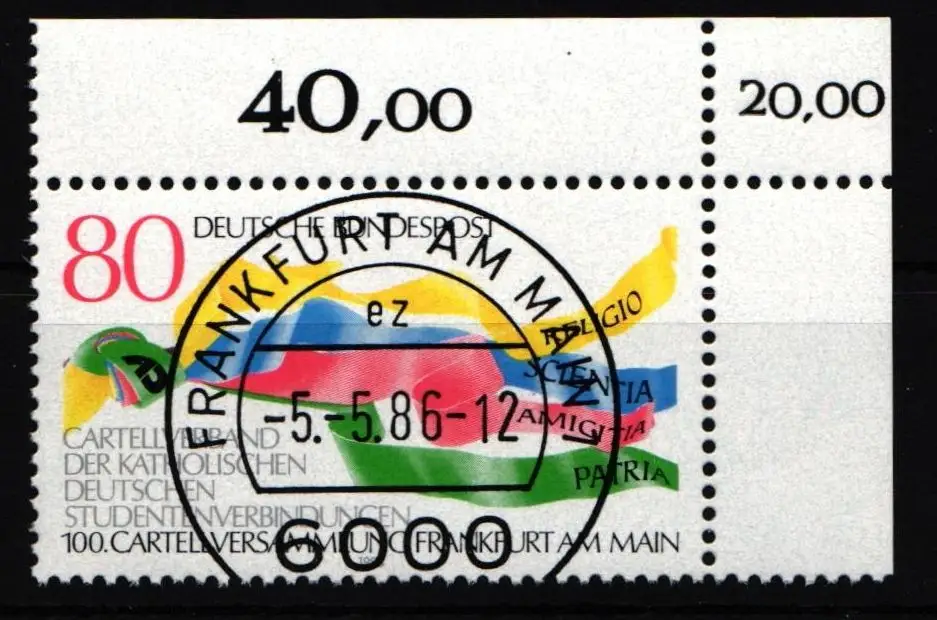 40,00 20,00
80 DEUTSCHE BUNDESPOST
FRANKFURT AM MAIN 1
ez
-5.-5.86-12
6000
RELIGIO
SCIENTIA
AMICITIA
PATRIA
CARTELLVERBAND
DER KATHOLISCHEN
DEUTSCHEN
STUDENTENVERBINDUNGEN
100. CARTELLVERSAMMLUNG FRANKFURT AM MAIN